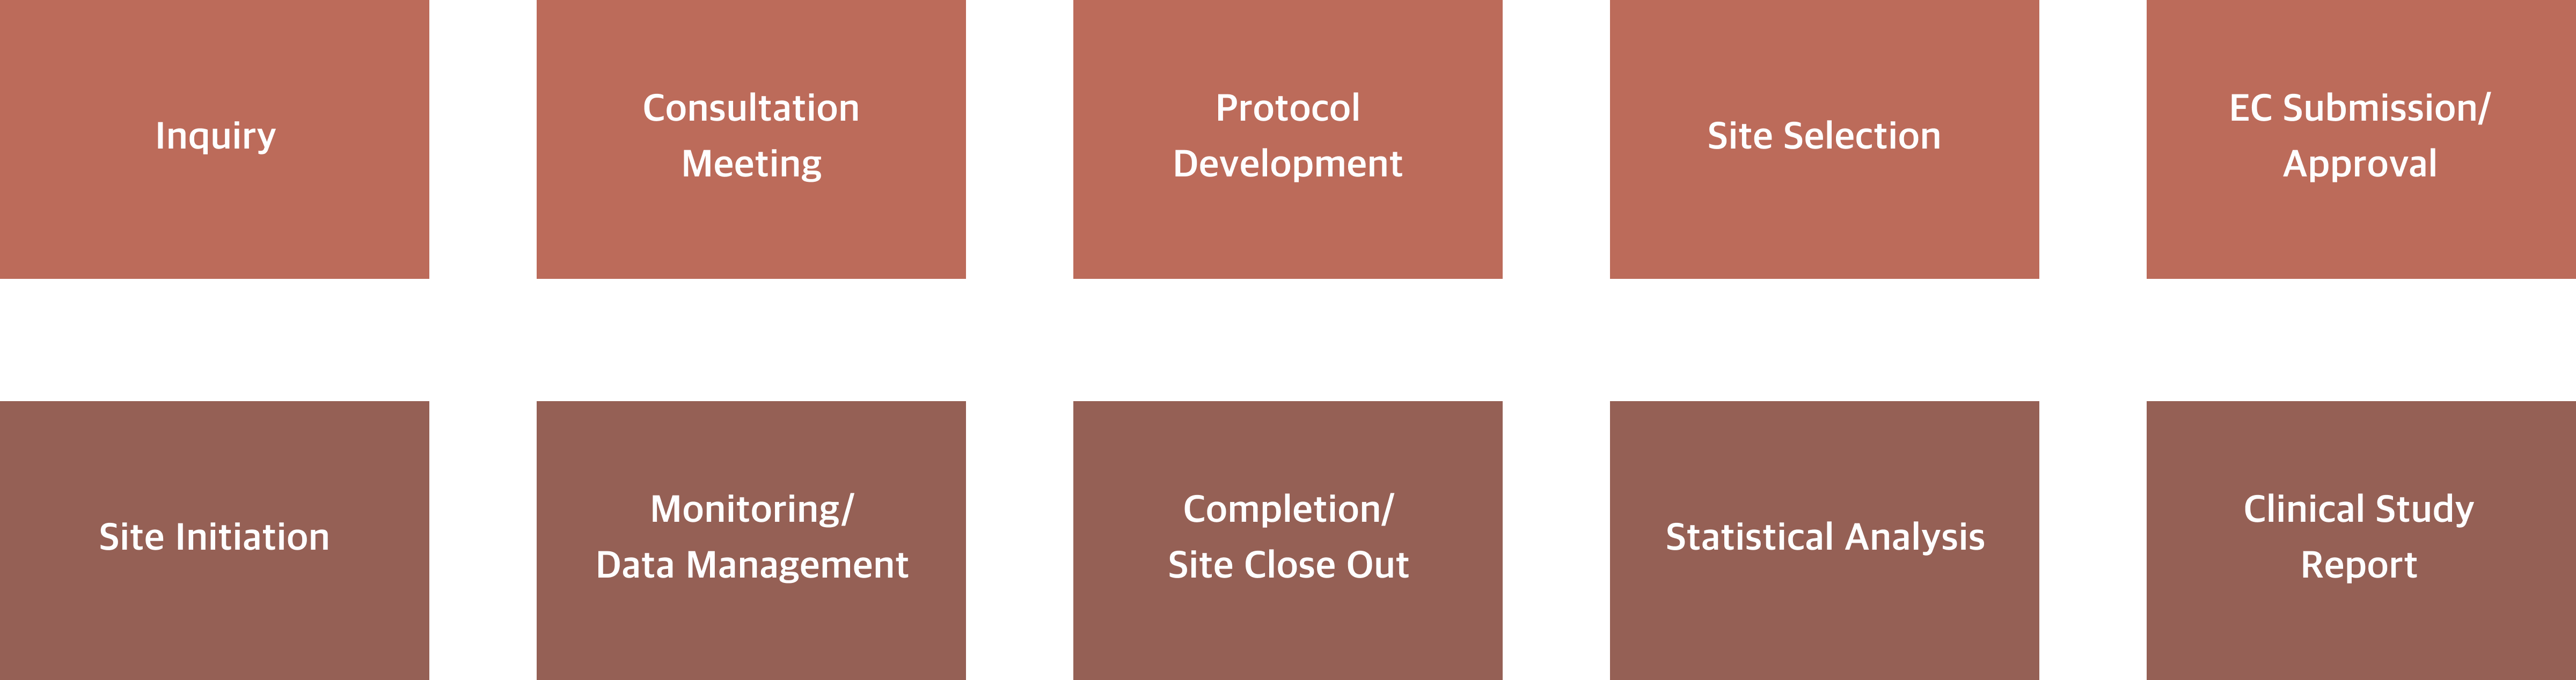 Inquiry
Consultation
Meeting
Protocol
Development
Site Selection
EC Submission/
Approval
Site Initiation
Monitoring/
Data Management
Completion/
Site Close Out
Statistical Analysis
Clinical Study
Report